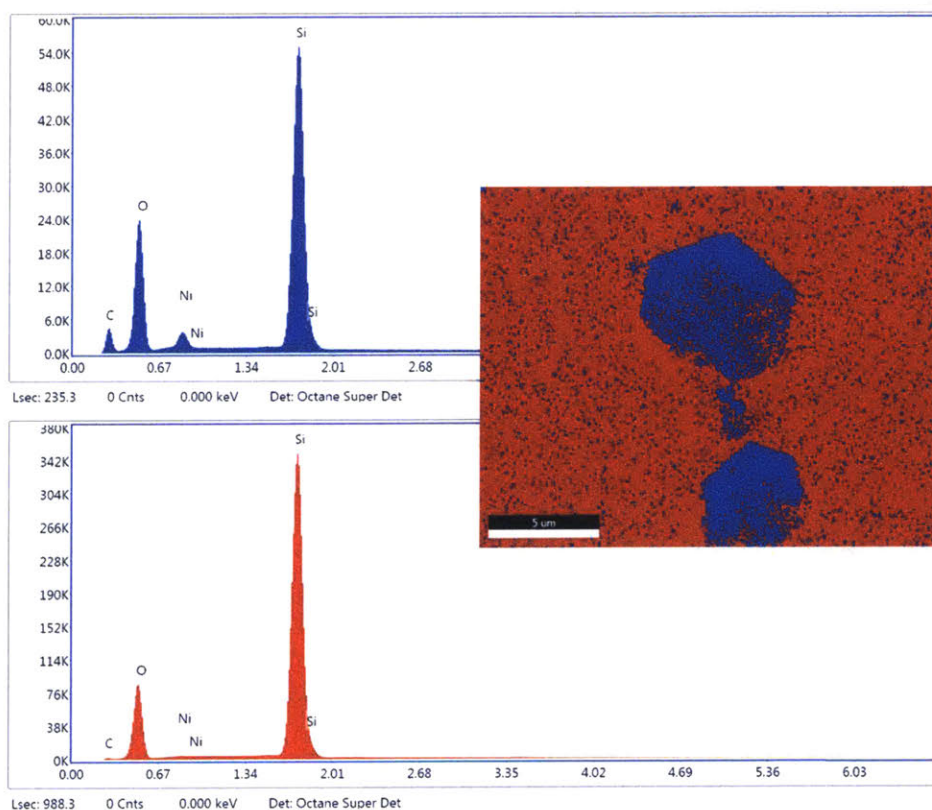 60.0K
54.0K
48.0K
42.0K
36.0K
30.0K
24.0K
18.0K
12.0K
6.0K
0.0K
Si
O
Ni
C
Ni
Si
0.00 0.67 1.34 2.01 2.68
Lsec: 235.3 0 Cnts 0.000 keV Det: Octane Super Det
5 um
380K
342K
304K
266K
228K
190K
152K
114K
76K
38K
0K
Si
O
Ni
Si
C
Ni
0.00 0.67 1.34 2.01 2.68 3.35 4.02 4.69 5.36 6.03
Lsec: 988.3 0 Cnts 0.000 keV Det: Octane Super Det